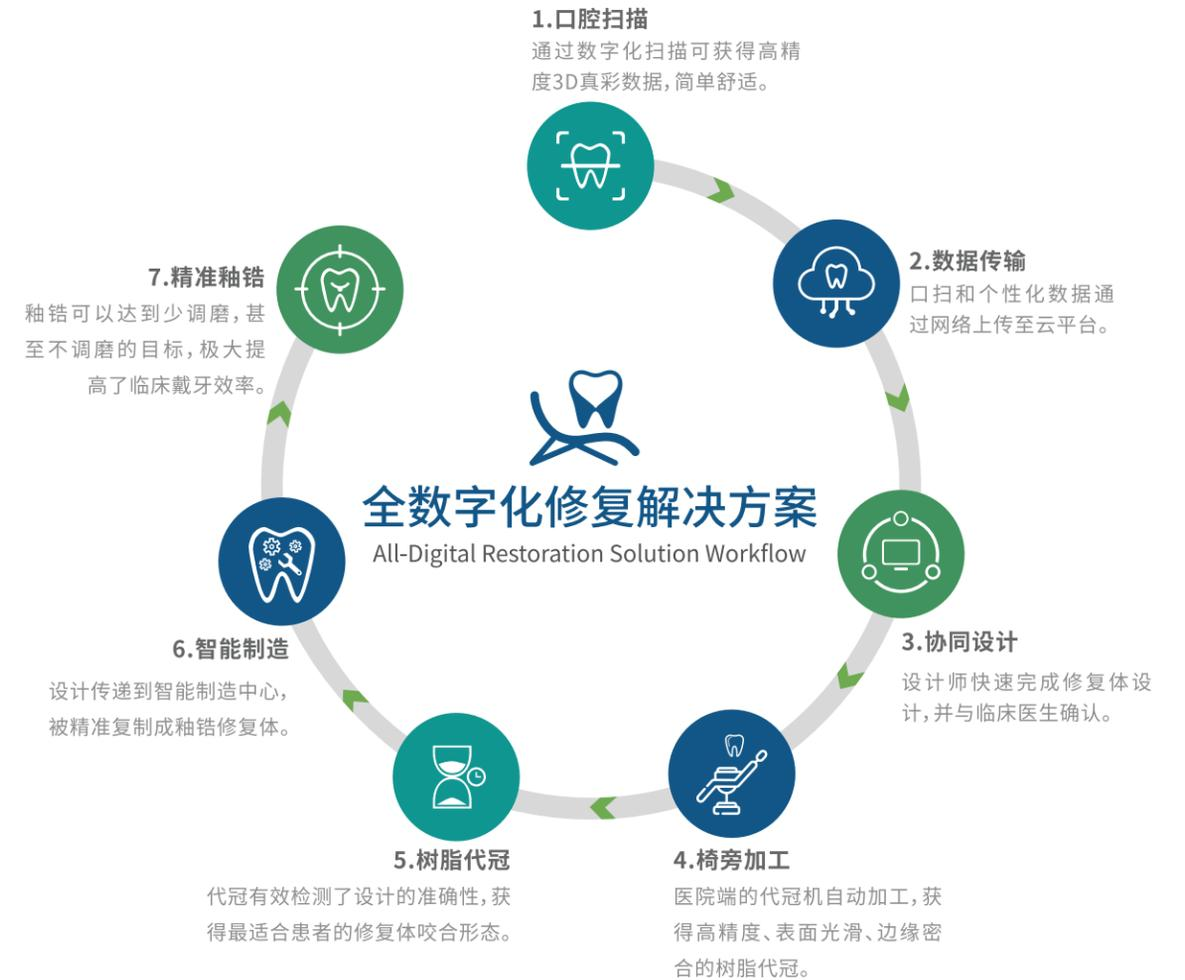 1.口腔扫描
通过数字化扫描可获得高精
度3D真彩数据，简单舒适。
2.数据传输
口扫和个性化数据通
过网络上传至云平台。
3.协同设计
设计师快速完成修复体设
计，并与临床医生确认。
4.椅旁加工
医院端的代冠机自动加工，获
得高精度、表面光滑、边缘密
合的树脂代冠。
5.树脂代冠
代冠有效检测了设计的准确性，获
得最适合患者的修复体咬合形态。
6.智能制造
设计传递到智能制造中心，
被精准复制成釉锆修复体。
7.精准釉锆
釉锆可以达到少调磨，甚
至不调磨的目标，极大提
高了临床戴牙效率。
全数字化修复解决方案
All-Digital Restoration Solution Workflow